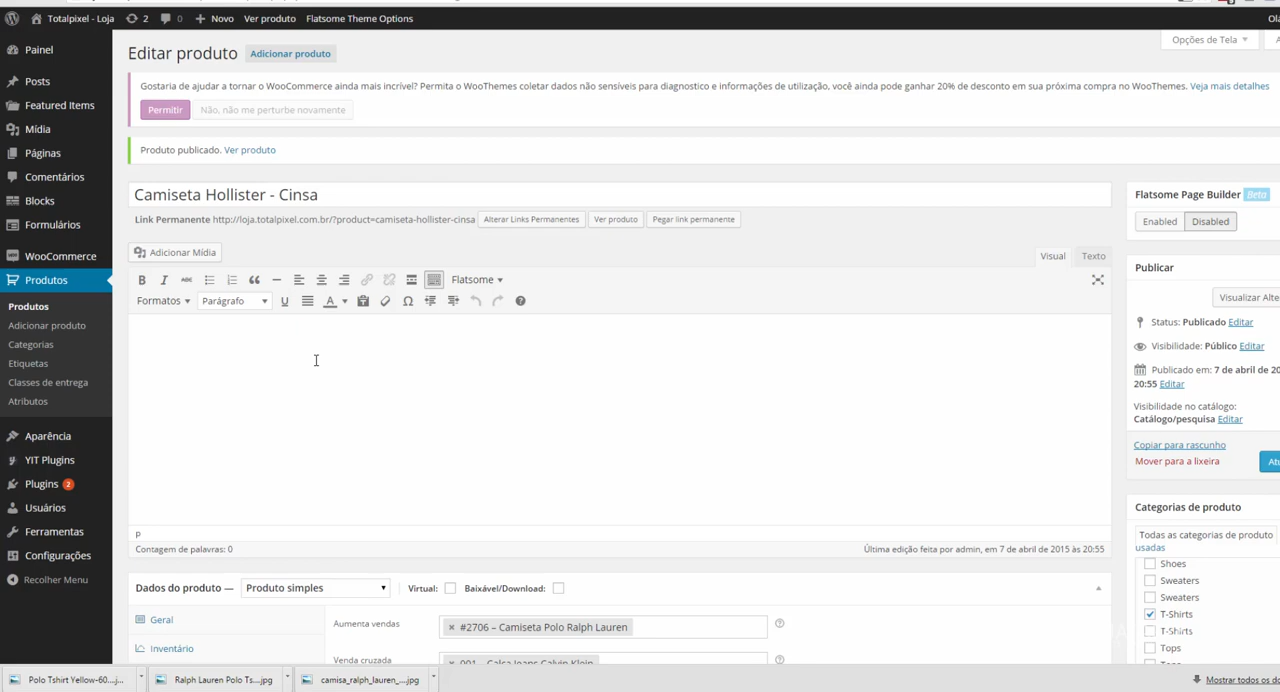 Totalpixel - Loja 2 0 Novo Ver produto Flatsome Theme Options
Painel
Posts
Featured Items
Mídia
Páginas
Comentários
Blocks
Formulários
WooCommerce
Produtos
Produtos
Adicionar produto
Categorias
Etiquetas
Classes de entrega
Atributos
Aparência
YIT Plugins
Plugins 2
Usuários
Ferramentas
Configurações
Recolher Menu
Opções de Tela
Editar produto Adicionar produto
Gostaria de ajudar a tornar o WooCommerce ainda mais incrível? Permita o WooThemes coletar dados não sensíveis para diagnostico e informações de utilização, você ainda pode ganhar 20% de desconto em sua próxima compra no WooThemes. Veja mais detalhes
Permitir Não, não me perturbe novamente
Produto publicado. Ver produto
Camiseta Hollister - Cinsa
Link Permanente http://loja.totalpixel.com.br/?product=camiseta-hollister-cinsa Alterar Links Permanentes Ver produto Pegar link permanente
Adicionar Mídia
Visual Texto
B I ABC Flatsome
Formatos Parágrafo U A Ω
p
Contagem de palavras: 0 Última edição feita por admin, em 7 de abril de 2015 às 20:55
Dados do produto — Produto simples Virtual: Baixável/Download:
Geral
Inventário
Aumenta vendas × #2706 – Camiseta Polo Ralph Lauren
Venda cruzada × 001 – Calça Jeans Calvin Klein
Flatsome Page Builder Beta
Enabled Disabled
Publicar
Visualizar Alte
Status: Publicado Editar
Visibilidade: Público Editar
Publicado em: 7 de abril de 20
20:55 Editar
Visibilidade no catálogo:
Catálogo/pesquisa Editar
Copiar para rascunho
Mover para a lixeira
Categorias de produto
Todas as categorias de produto
usadas
Shoes
Sweaters
Sweaters
T-Shirts
T-Shirts
Tops
Polo Tshirt Yellow-60....j... Ralph Lauren Polo Ts....jpg camisa_ralph_lauren_....jpg Mostrar todos os do